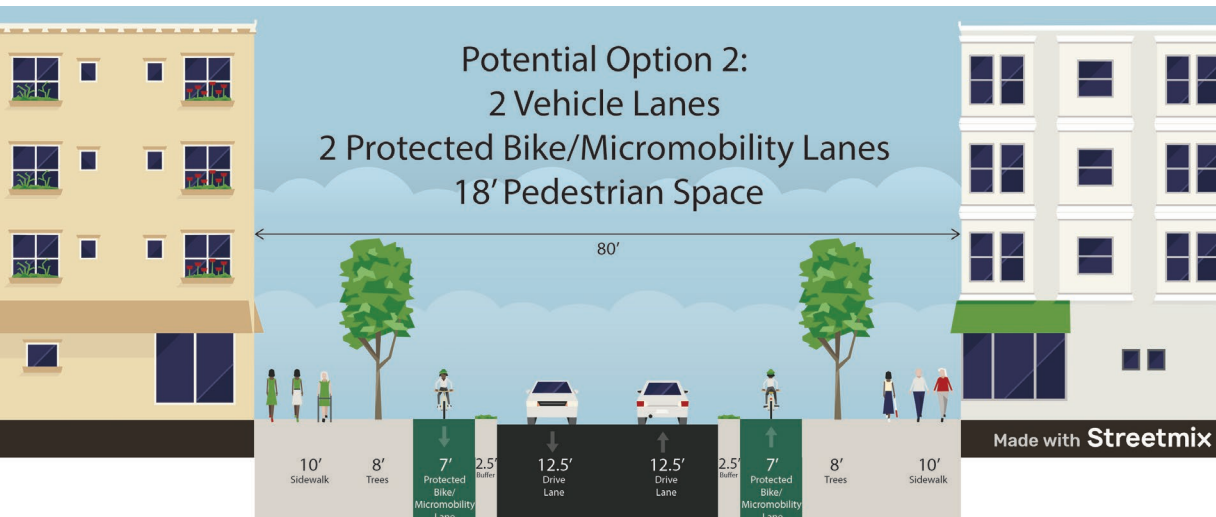 Potential Option 2:
2 Vehicle Lanes
2 Protected Bike/Micromobility Lanes
18' Pedestrian Space
80'
Made with Streetmix
10'
Sidewalk
8'
Trees
7'
Protected
Bike/
Micromobility
Lane
2.5'
Buffer
12.5'
Drive
Lane
12.5'
Drive
Lane
2.5'
Buffer
7'
Protected
Bike/
Micromobility
Lane
8'
Trees
10'
Sidewalk